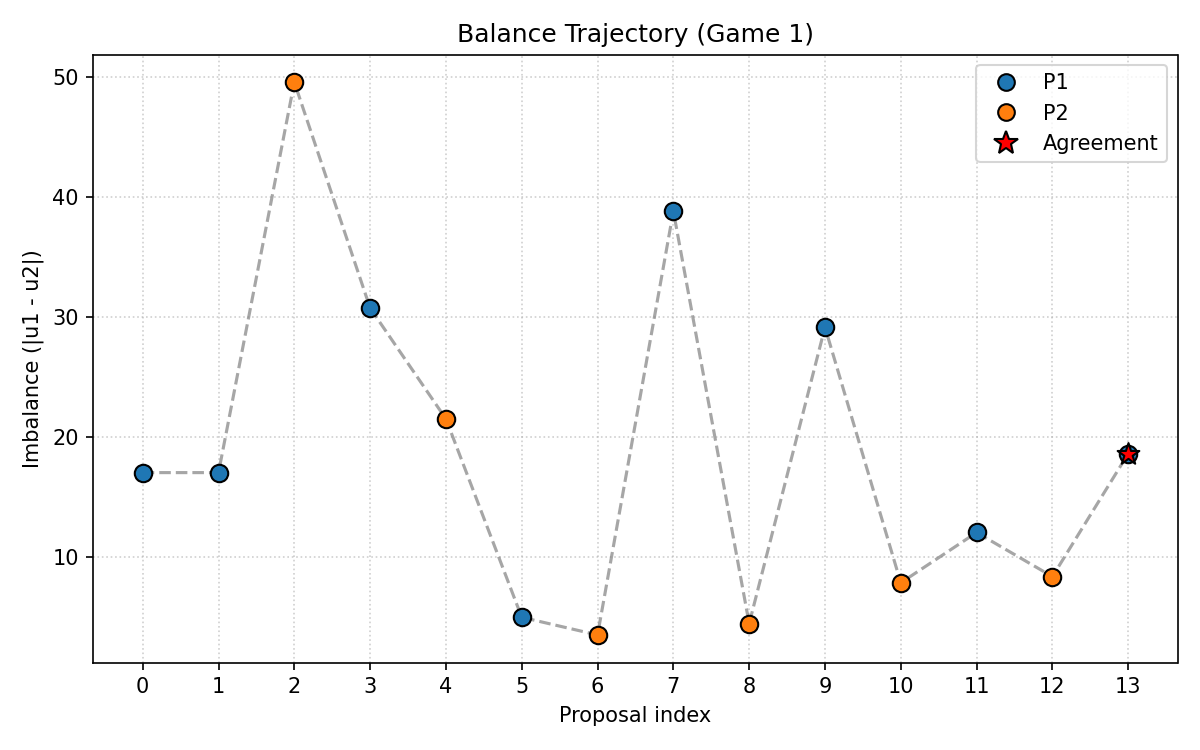 Balance Trajectory (Game 1)
P1
P2
Agreement
Imbalance (|u1 - u2|)
50
40
30
20
10
0 1 2 3 4 5 6 7 8 9 10 11 12 13
Proposal index